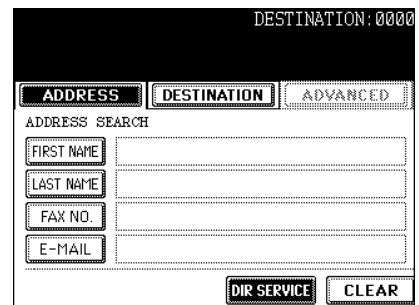 DESTINATION:0000
ADDRESS DESTINATION ADVANCED
ADDRESS SEARCH
FIRST NAME
LAST NAME
FAX NO.
E-MAIL
DIR SERVICE CLEAR